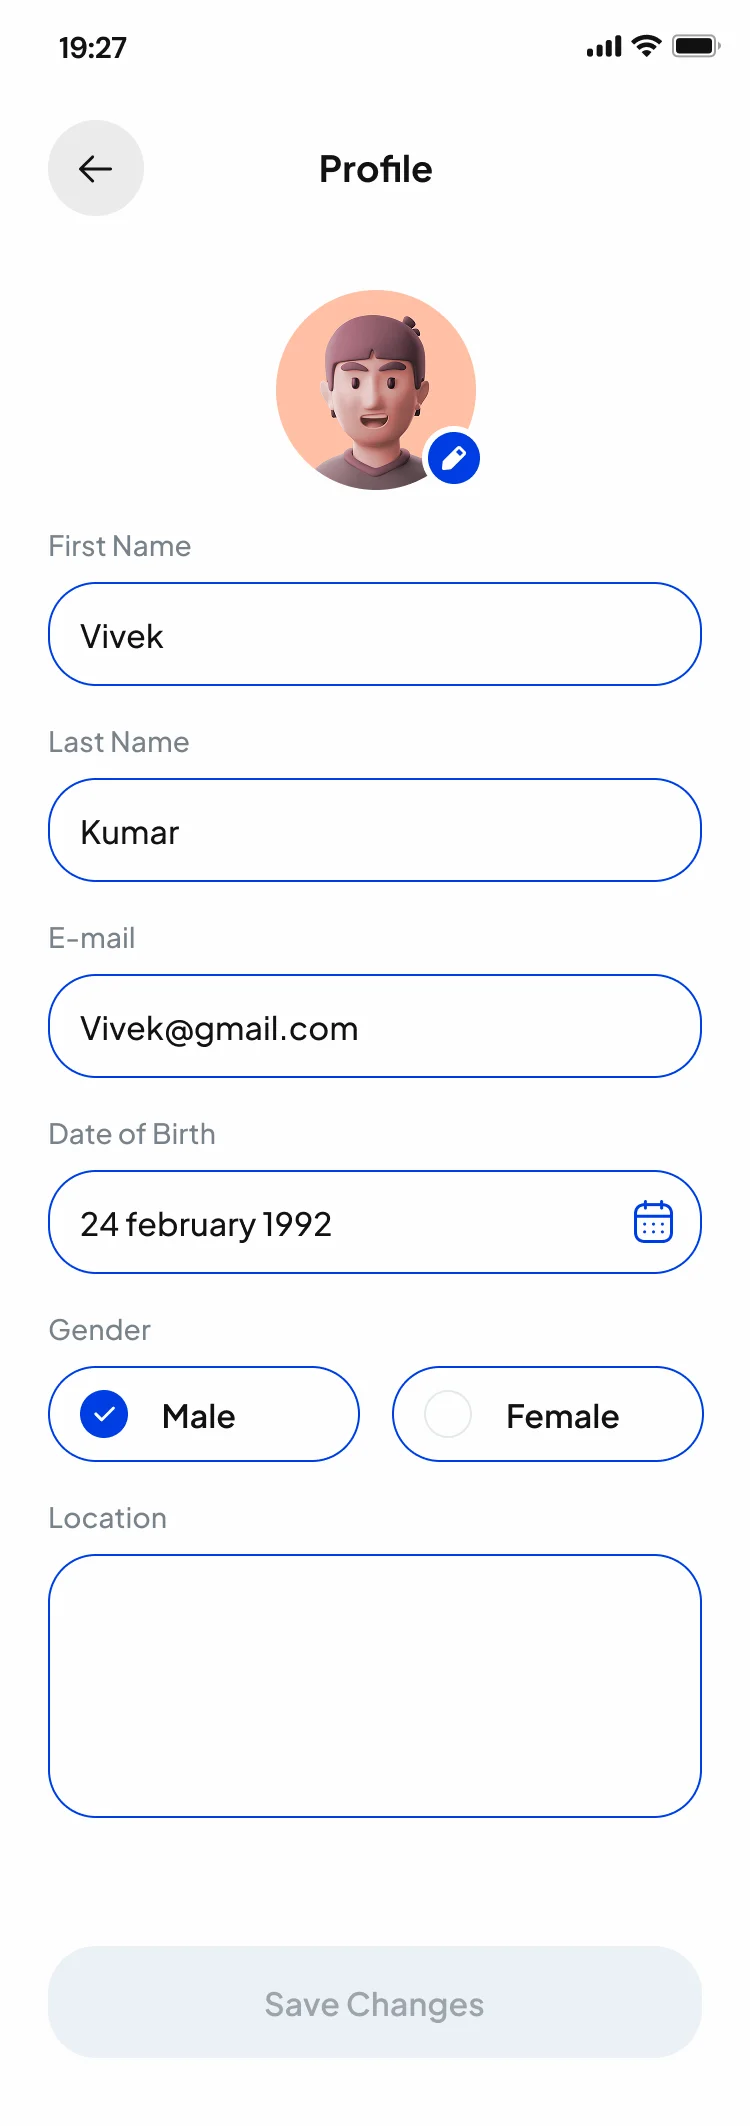 19:27
Profile
First Name
Vivek
Last Name
Kumar
E-mail
Vivek@gmail.com
Date of Birth
24 february 1992
Gender
Male
Female
Location
Save Changes